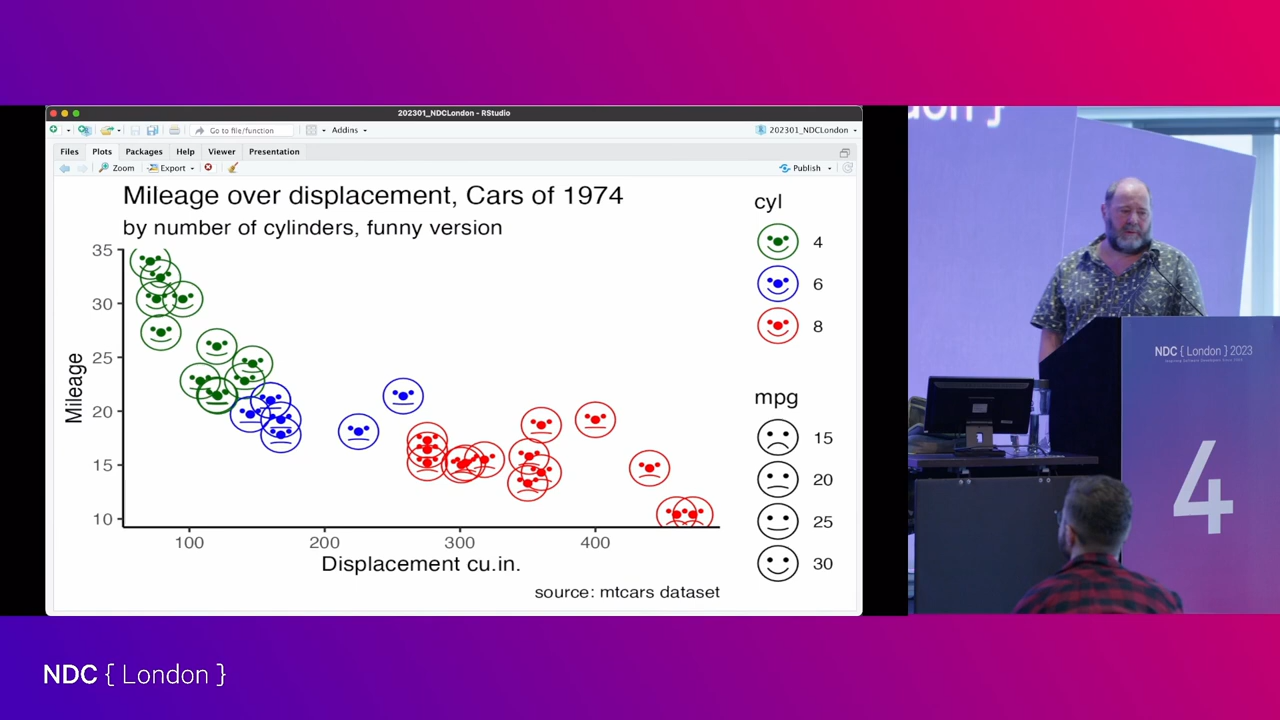 202301_NDCLondon - RStudio
Go to file/function
Addins
202301_NDCLondon
Files Plots Packages Help Viewer Presentation
Zoom Export Publish
Mileage over displacement, Cars of 1974
by number of cylinders, funny version
35
30
25
20
15
10
Mileage
100 200 300 400
Displacement cu.in.
source: mtcars dataset
cyl
4
6
8
mpg
15
20
25
30
NDC { London } 2023
4
NDC { London }